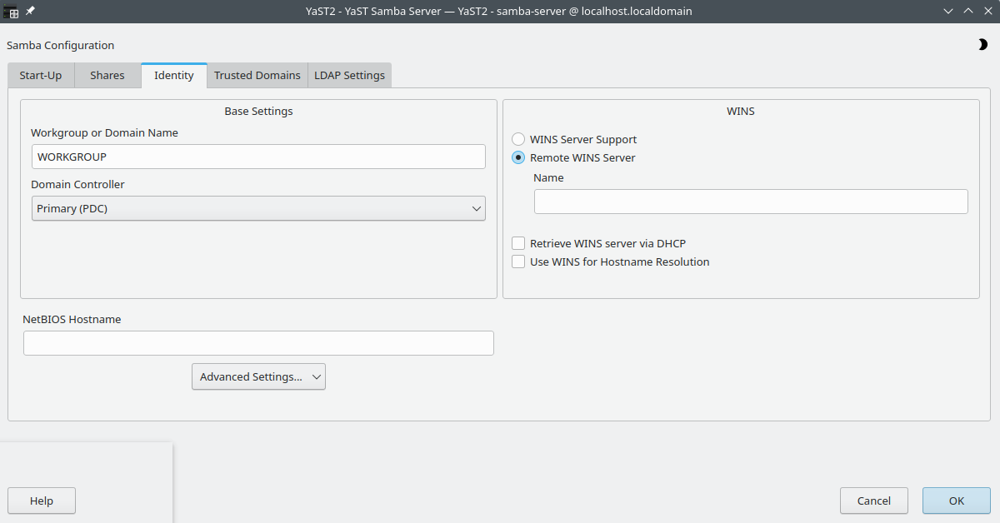 YaST2 - YaST Samba Server — YaST2 - samba-server @ localhost.localdomain
Samba Configuration
Start-Up Shares Identity Trusted Domains LDAP Settings
Base Settings
Workgroup or Domain Name
WORKGROUP
Domain Controller
Primary (PDC)
WINS
WINS Server Support
Remote WINS Server
Name
Retrieve WINS server via DHCP
Use WINS for Hostname Resolution
NetBIOS Hostname
Advanced Settings...
Help Cancel OK